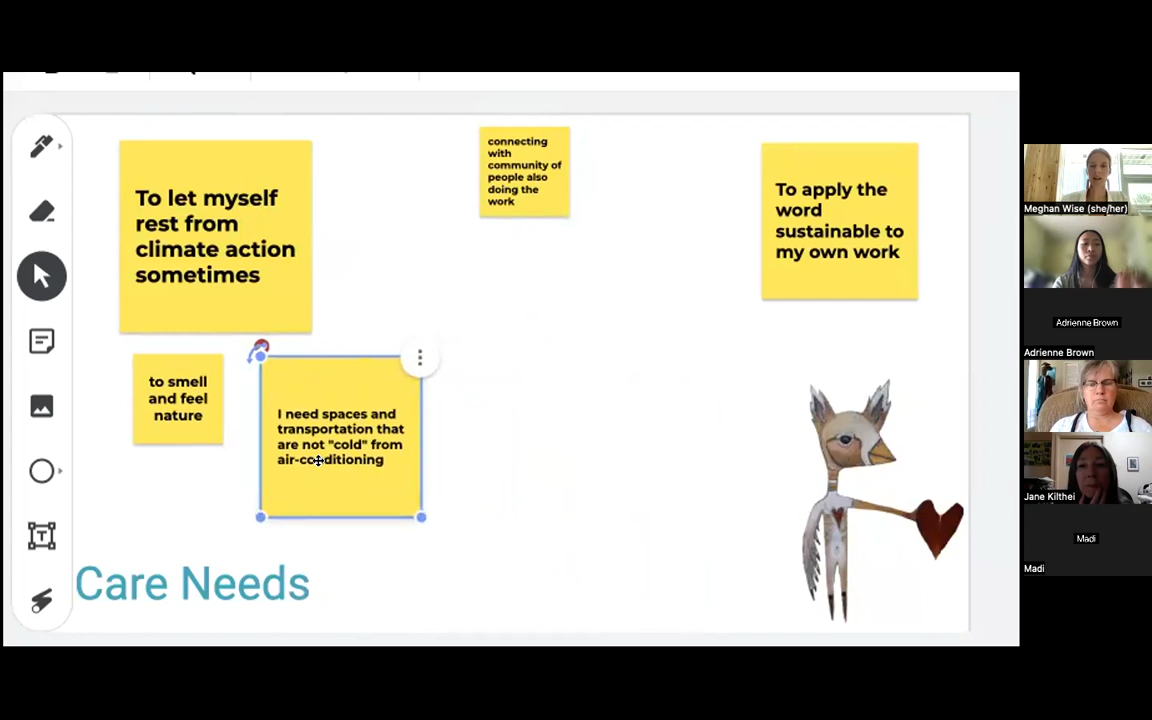 To let myself
rest from
climate action
sometimes
connecting
with
community of
people also
doing the
work
To apply the
word
sustainable to
my own work
to smell
and feel
nature
I need spaces and
transportation that
are not "cold" from
air-conditioning
Care Needs
T
Meghan Wise (she/her)
Adrienne Brown
Adrienne Brown
Jane Kilthei
Madi
Madi